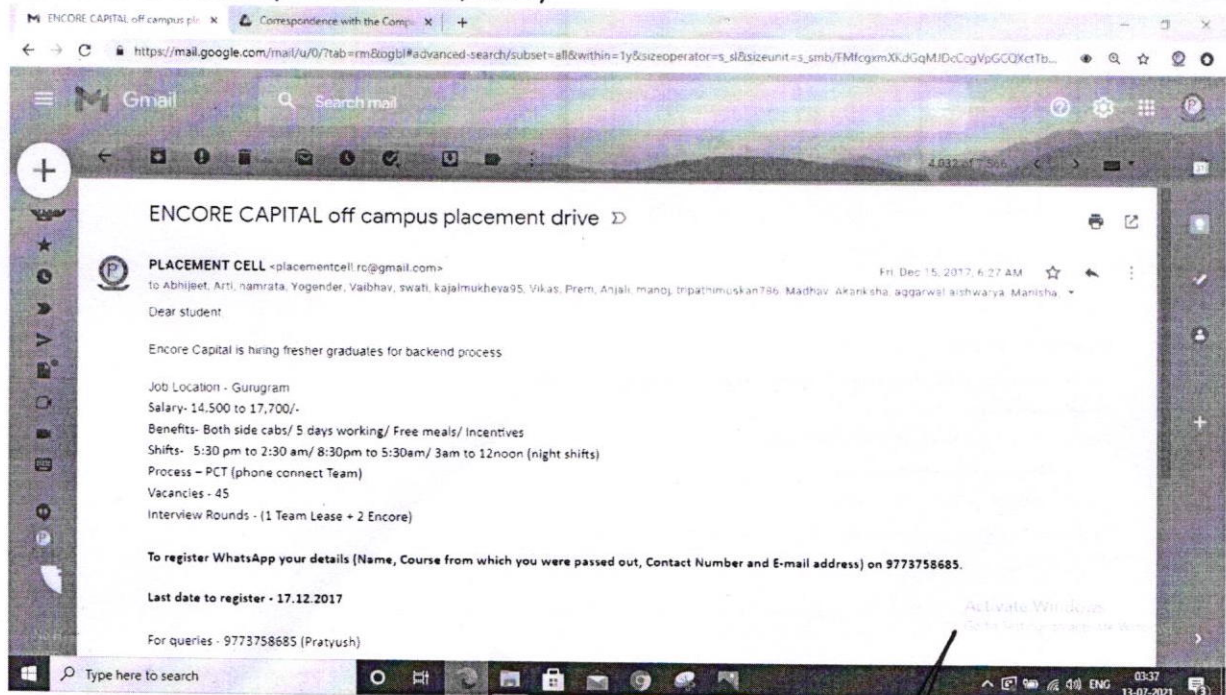 ENCORE CAPITAL off campus pl
Correspondence with the Comp
https://mail.google.com/mail/u/0/?tab=rm&ogbl#advanced-search/subset=all&within=1y&sizeoperator=s_sl&sizeunit=s_smb/
Gmail
Search mail
ENCORE CAPITAL off campus placement drive
PLACEMENT CELL <placementcell.rc@gmail.com>
Fri, Dec 15, 2017, 6:27 AM
to Abhijeet, Arti, namrata, Yogender, Vaibhav, swati, kajalmukheva95, Vikas, Prem, Anjali, manoj, tripathimuskan786, Madhav, Akanksha, aggarwal aishwarya, Manisha,
Dear student
Encore Capital is hiring fresher graduates for backend process
Job Location - Gurugram
Salary- 14,500 to 17,700/-
Benefits- Both side cabs/ 5 days working/ Free meals/ Incentives
Shifts- 5:30 pm to 2:30 am/ 8:30pm to 5:30am/ 3am to 12noon (night shifts)
Process – PCT (phone connect Team)
Vacancies - 45
Interview Rounds - (1 Team Lease + 2 Encore)
To register WhatsApp your details (Name, Course from which you were passed out, Contact Number and E-mail address) on 9773758685.
Last date to register - 17.12.2017
Activate Windows
For queries - 9773758685 (Pratyush)
Type here to search
ENG
03:37
13-07-2021